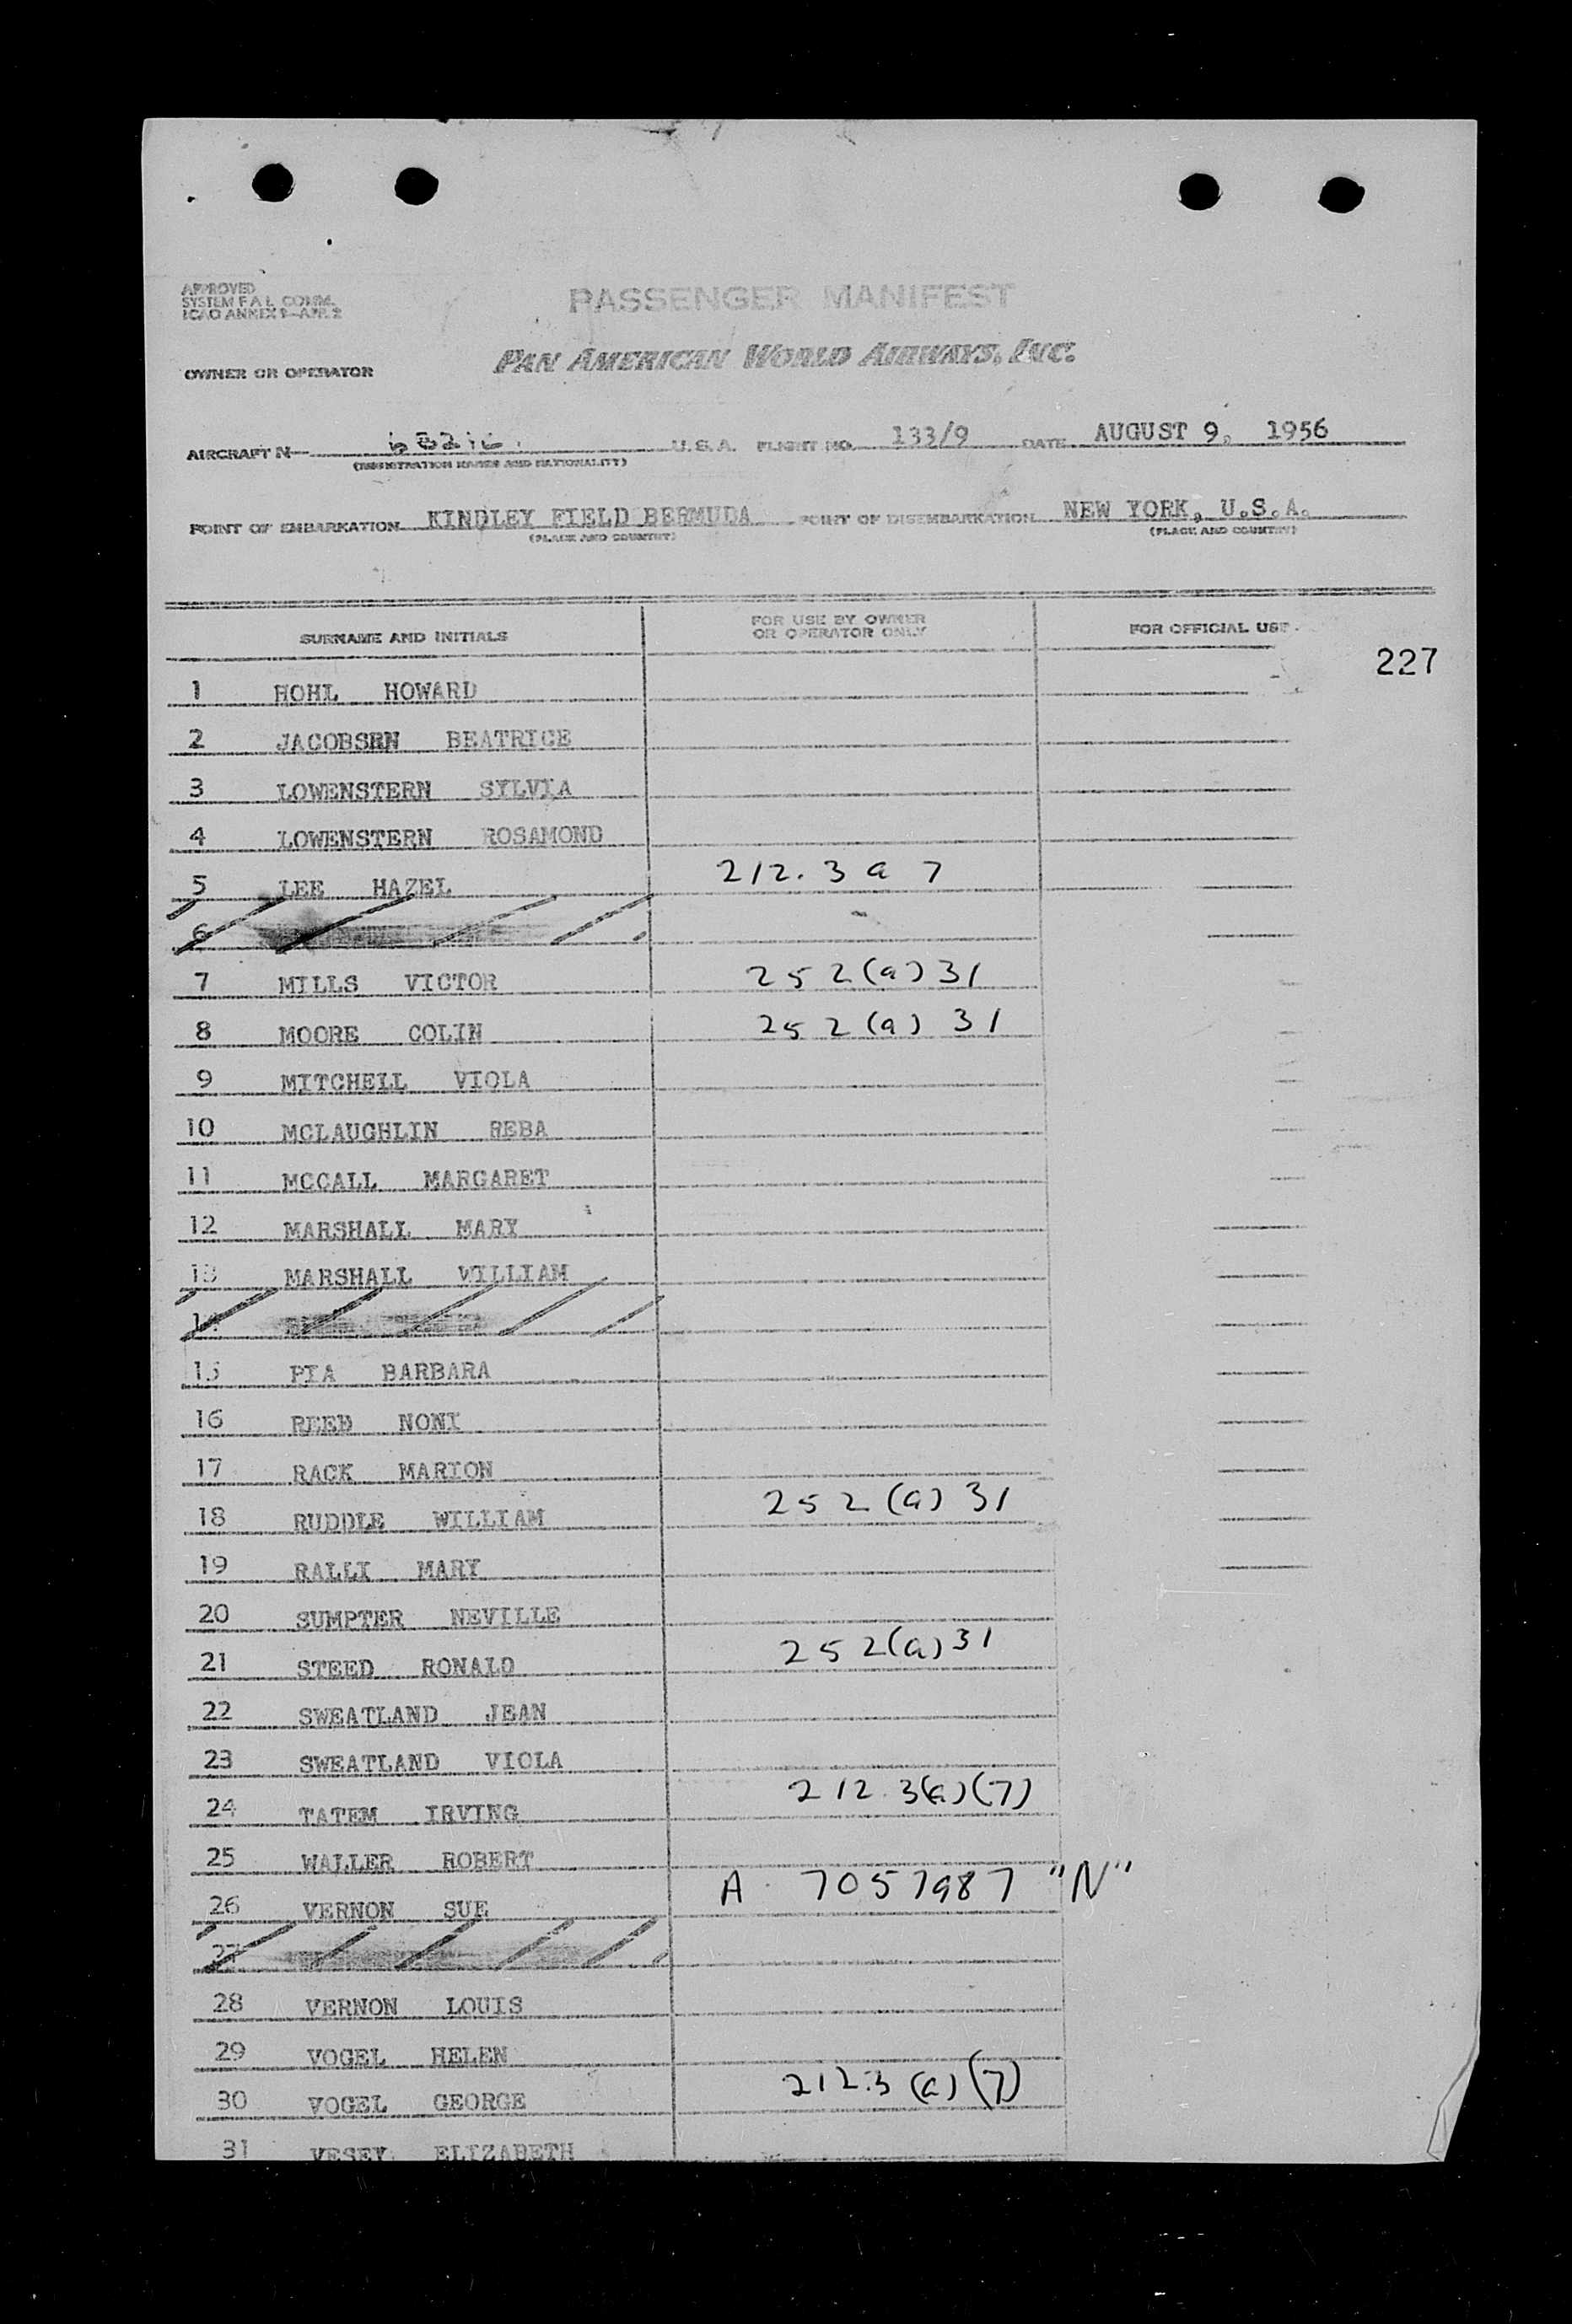 APPROVED
SYSTEM F A L COMM.
ICAO ANNEX 9—APP. 2
PASSENGER MANIFEST
OWNER OR OPERATOR PAN AMERICAN WORLD AIRWAYS, INC.
AIRCRAFT N— U. S. A. FLIGHT NO. 133/9 DATE AUGUST 9, 1956
(REGISTRATION MARKS AND NATIONALITY)
POINT OF EMBARKATION KINDLEY FIELD BERMUDA POINT OF DISEMBARKATION NEW YORK, U.S.A.
(PLACE AND COUNTRY) (PLACE AND COUNTRY)
SURNAME AND INITIALS FOR USE BY OWNER OR OPERATOR ONLY FOR OFFICIAL USE
227
1 HOHL HOWARD
2 JACOBSEN BEATRICE
3 LOWENSTERN SYLVIA
4 LOWENSTERN ROSAMOND
5 LEE HAZEL 212. 3 a 7
6
7 MILLS VICTOR 252(a)31
8 MOORE COLIN 252(a) 31
9 MITCHELL VIOLA
10 MCLAUGHLIN REBA
11 MCCALL MARGARET
12 MARSHALL MARY
13 MARSHALL WILLIAM
14
15 PIA BARBARA
16 REED NONI
17 RACK MARION
18 RUDDLE WILLIAM 252(a) 31
19 RALLI MARY
20 SUMPTER NEVILLE
21 STEED RONALD 252(a)31
22 SWEATLAND JEAN
23 SWEATLAND VIOLA
24 TATEM IRVING 212. 3(a)(7)
25 WALLER ROBERT
26 VERNON SUE A 7057987 "N"
27
28 VERNON LOUIS
29 VOGEL HELEN
30 VOGEL GEORGE 212.3 (a)(7)
31 VESEY ELIZABETH